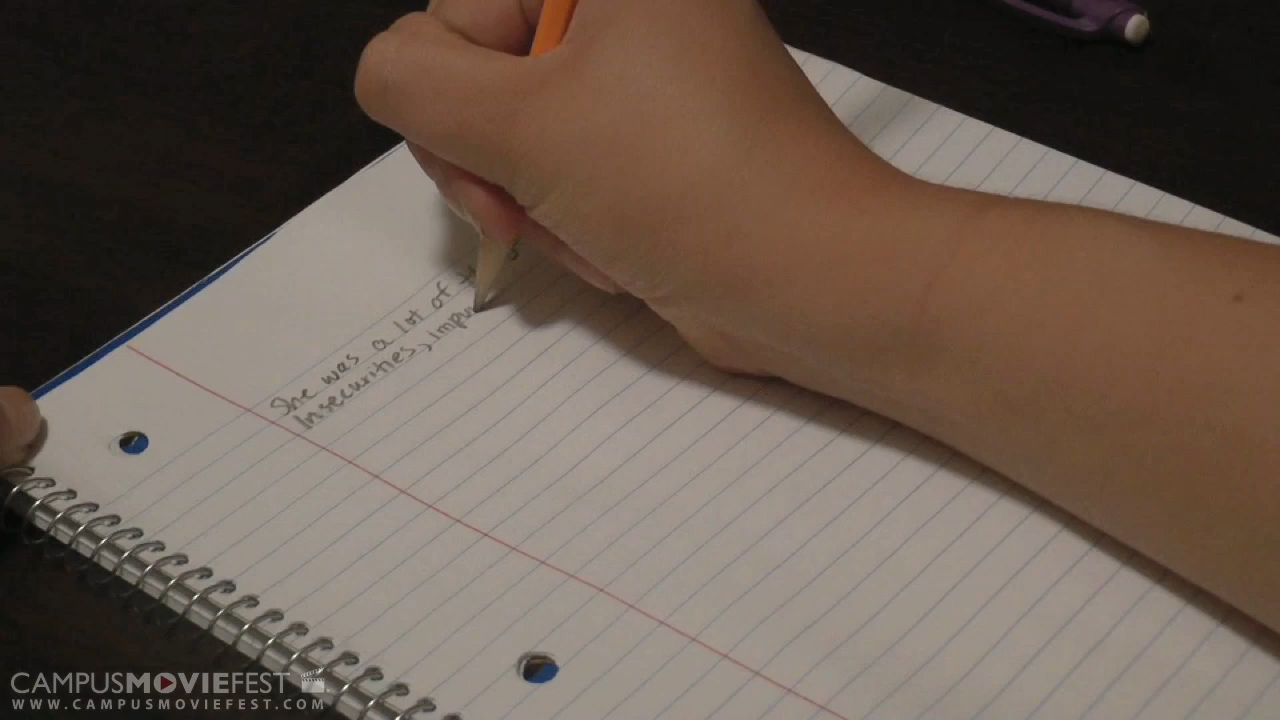 She was a lot of
Insecurities, impu
CAMPUSMOVIEFEST
WWW.CAMPUSMOVIEFEST.COM